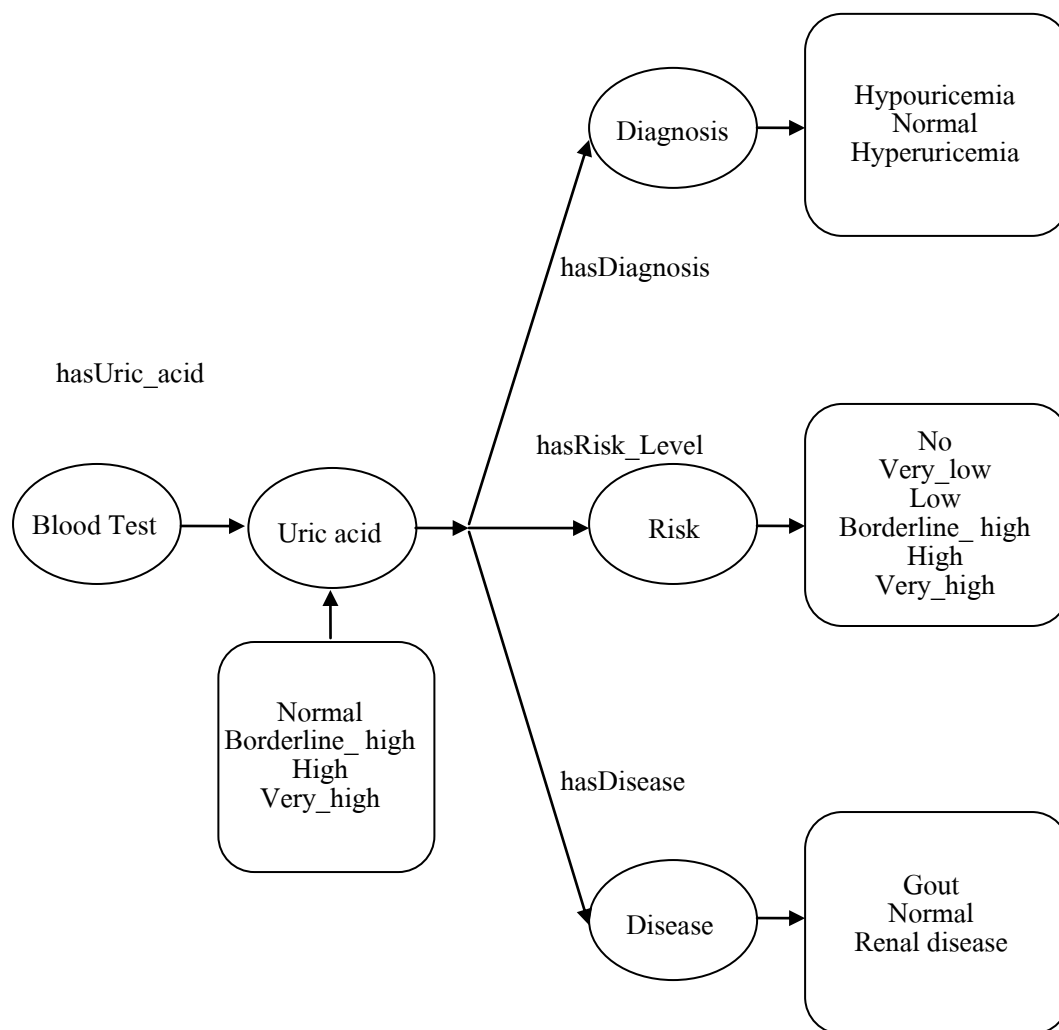 Diagnosis
Hypouricemia
Normal
Hyperuricemia
hasDiagnosis
hasUric_acid
hasRisk_Level
Blood Test
Uric acid
Risk
No
Very_low
Low
Borderline_ high
High
Very_high
Normal
Borderline_ high
High
Very_high
hasDisease
Disease
Gout
Normal
Renal disease